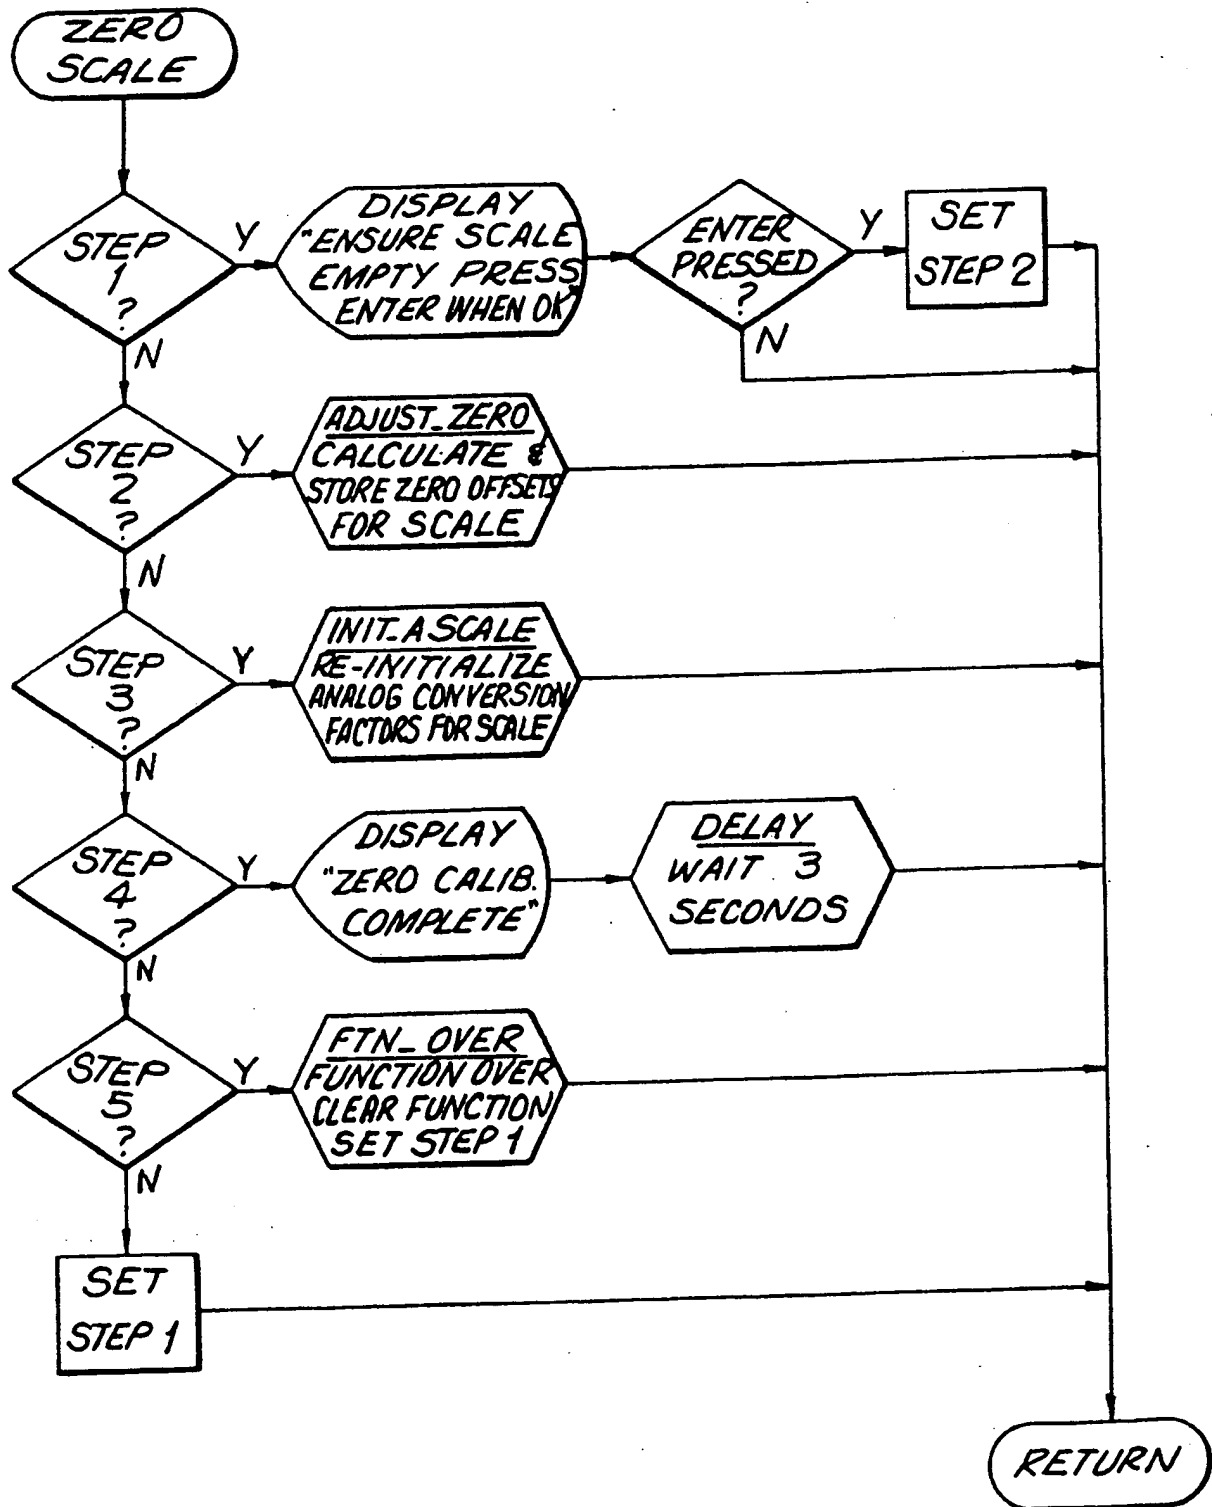 ZERO
SCALE
STEP
1
?
Y
DISPLAY
"ENSURE SCALE
EMPTY PRESS
ENTER WHEN OK"
ENTER
PRESSED
?
Y
SET
STEP 2
N
N
STEP
2
?
Y
ADJUST_ZERO
CALCULATE &
STORE ZERO OFFSETS
FOR SCALE
N
STEP
3
?
Y
INIT_ASCALE
RE-INITIALIZE
ANALOG CONVERSION
FACTORS FOR SCALE
N
STEP
4
?
Y
DISPLAY
"ZERO CALIB.
COMPLETE"
DELAY
WAIT 3
SECONDS
N
STEP
5
?
Y
FTN_OVER
FUNCTION OVER
CLEAR FUNCTION
SET STEP 1
N
SET
STEP 1
RETURN